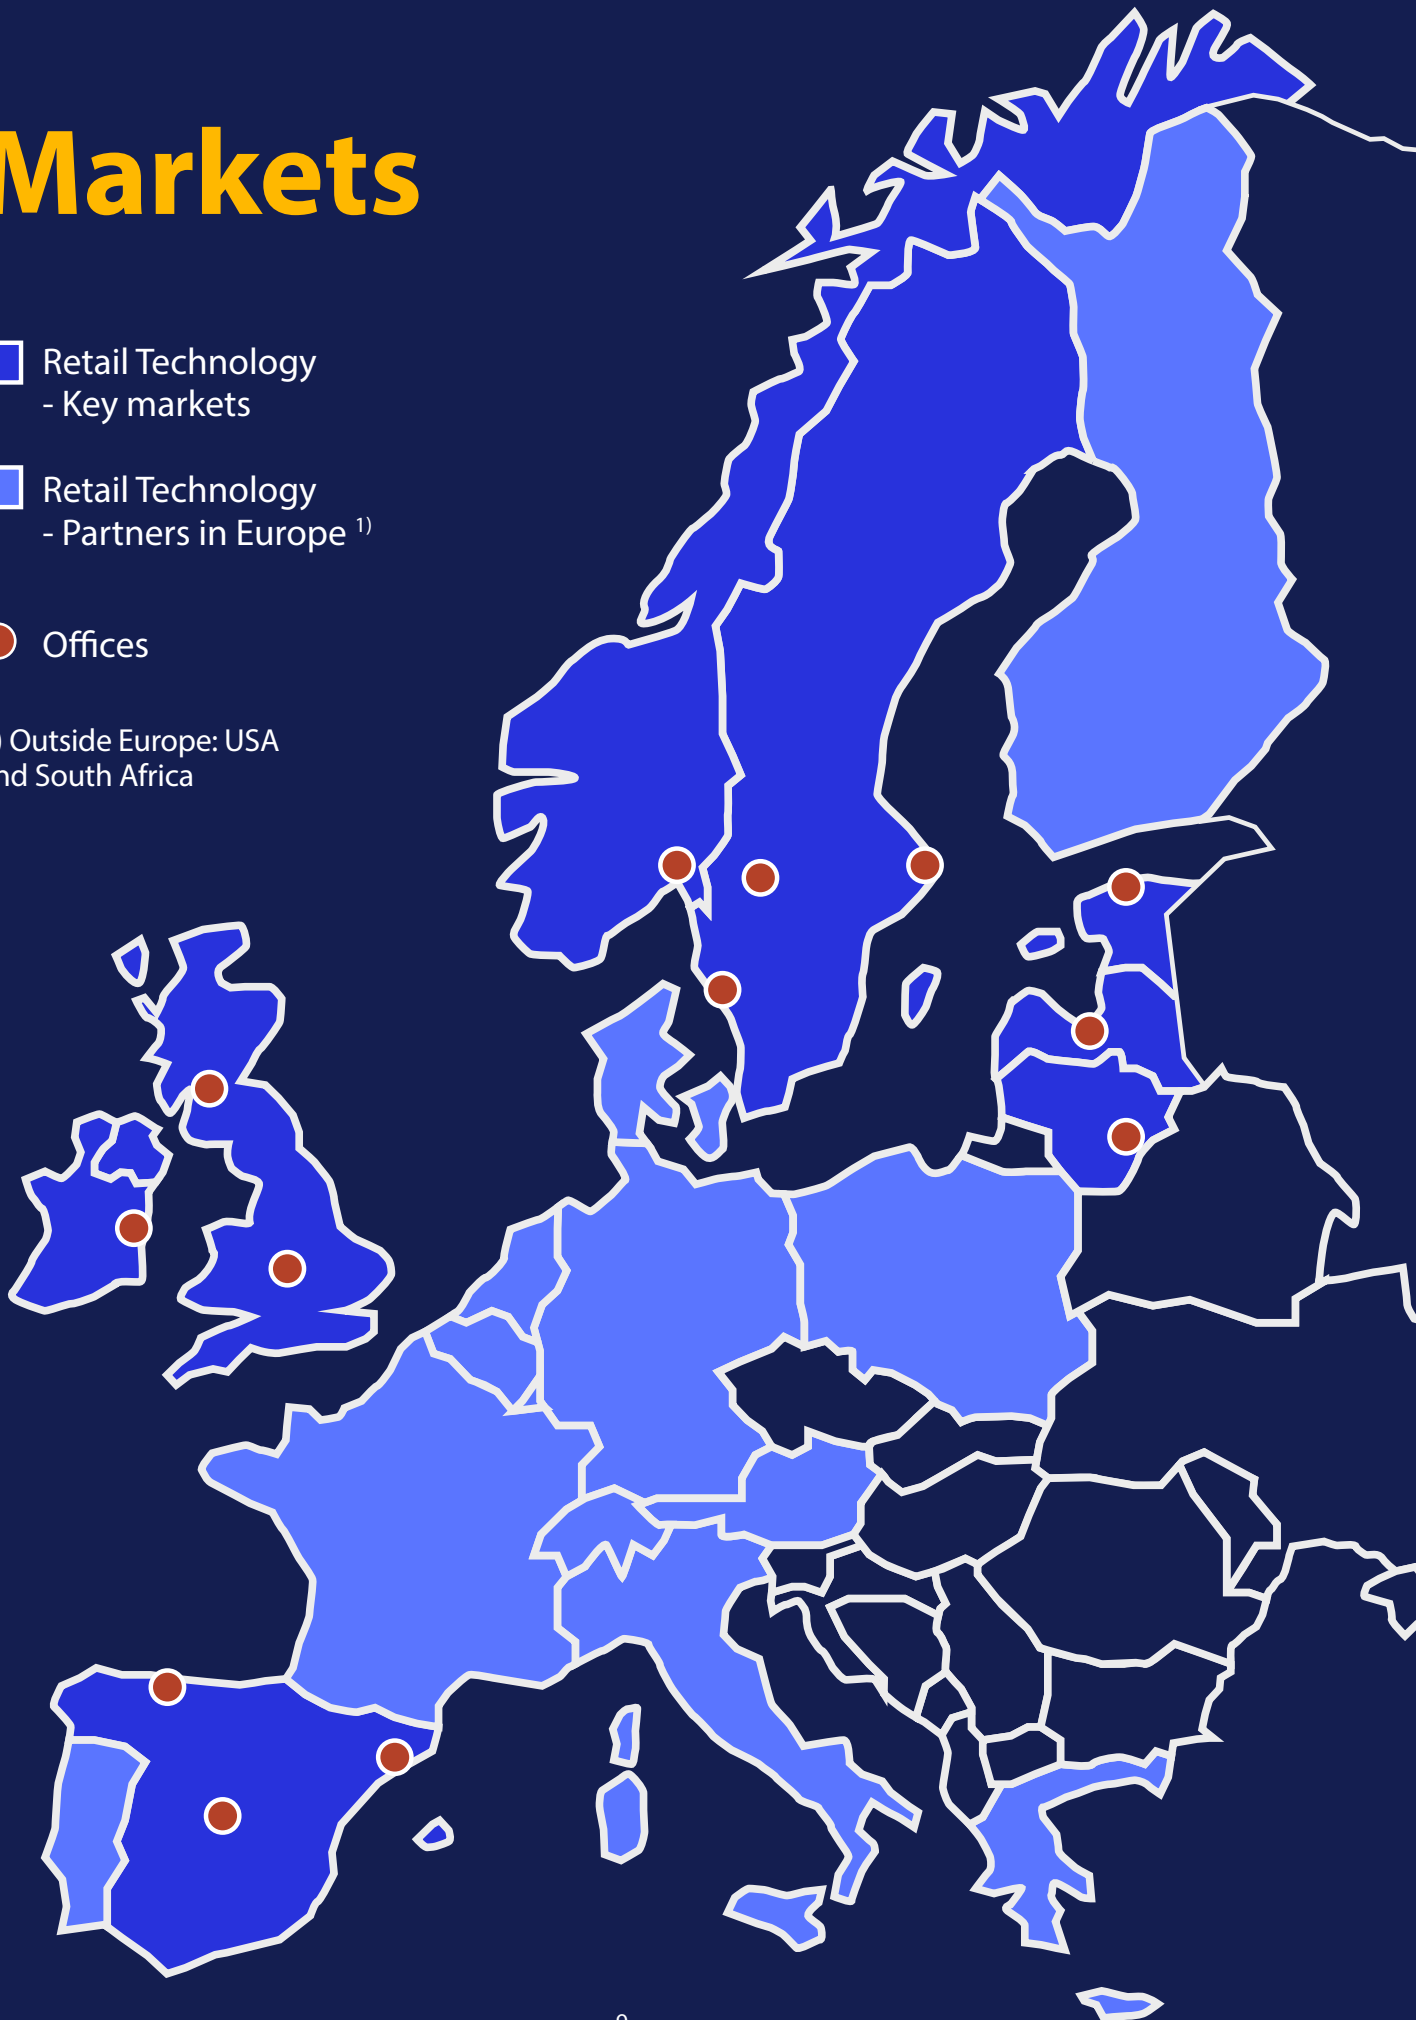 Markets
Retail Technology
- Key markets
Retail Technology
- Partners in Europe ¹⁾
Offices
) Outside Europe: USA
nd South Africa